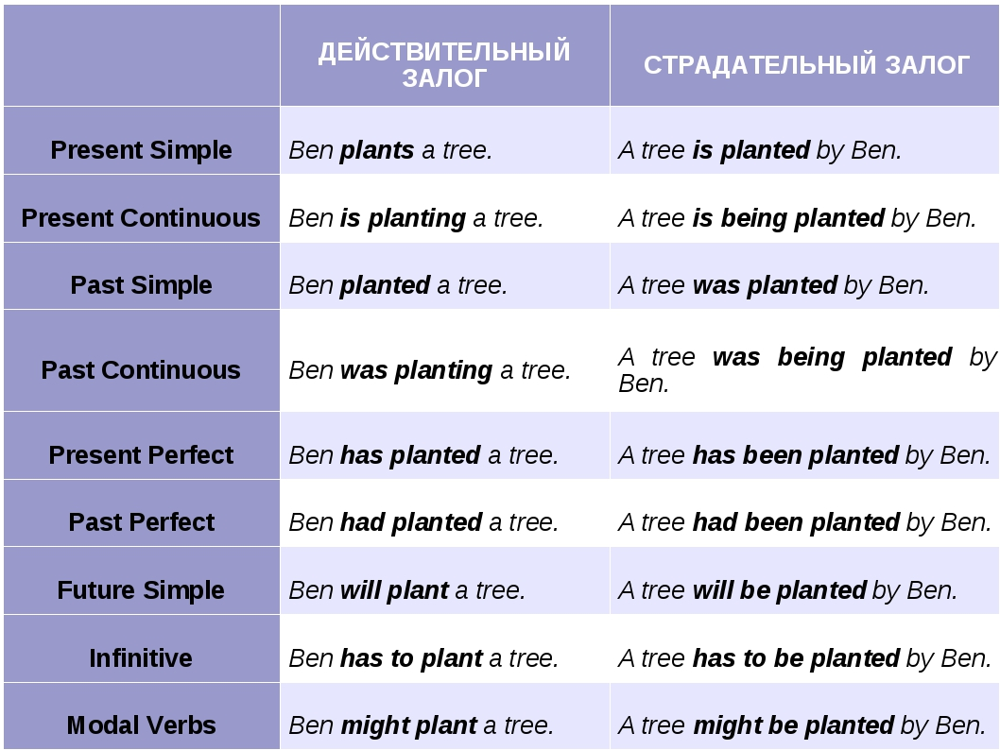 ДЕЙСТВИТЕЛЬНЫЙ
ЗАЛОГ
СТРАДАТЕЛЬНЫЙ ЗАЛОГ
Present Simple
Ben plants a tree.
A tree is planted by Ben.
Present Continuous
Ben is planting a tree.
A tree is being planted by Ben.
Past Simple
Ben planted a tree.
A tree was planted by Ben.
Past Continuous
Ben was planting a tree.
A tree was being planted by
Ben.
Present Perfect
Ben has planted a tree.
A tree has been planted by Ben.
Past Perfect
Ben had planted a tree.
A tree had been planted by Ben.
Future Simple
Ben will plant a tree.
A tree will be planted by Ben.
Infinitive
Ben has to plant a tree.
A tree has to be planted by Ben.
Modal Verbs
Ben might plant a tree.
A tree might be planted by Ben.